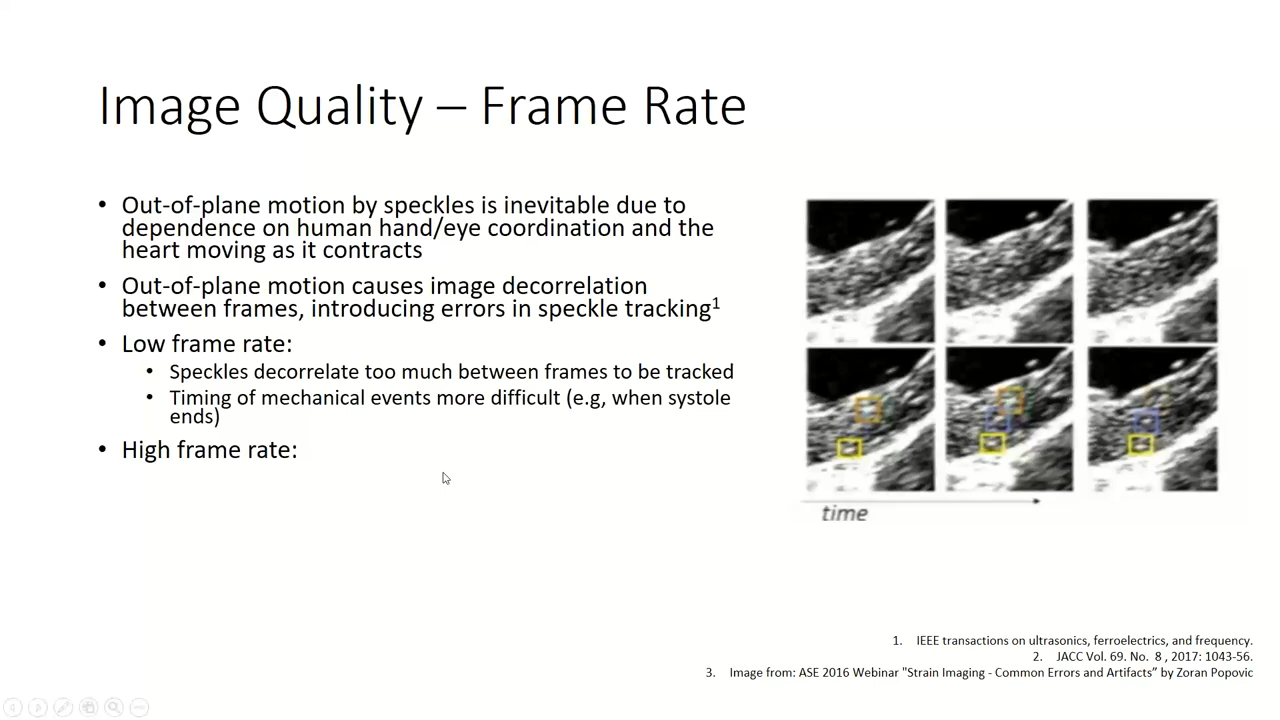 Image Quality – Frame Rate
• Out-of-plane motion by speckles is inevitable due to
dependence on human hand/eye coordination and the
heart moving as it contracts
• Out-of-plane motion causes image decorrelation
between frames, introducing errors in speckle tracking¹
• Low frame rate:
• Speckles decorrelate too much between frames to be tracked
• Timing of mechanical events more difficult (e.g, when systole
ends)
• High frame rate:
time
1. IEEE transactions on ultrasonics, ferroelectrics, and frequency.
2. JACC Vol. 69. No. 8 , 2017: 1043-56.
3. Image from: ASE 2016 Webinar "Strain Imaging - Common Errors and Artifacts” by Zoran Popovic